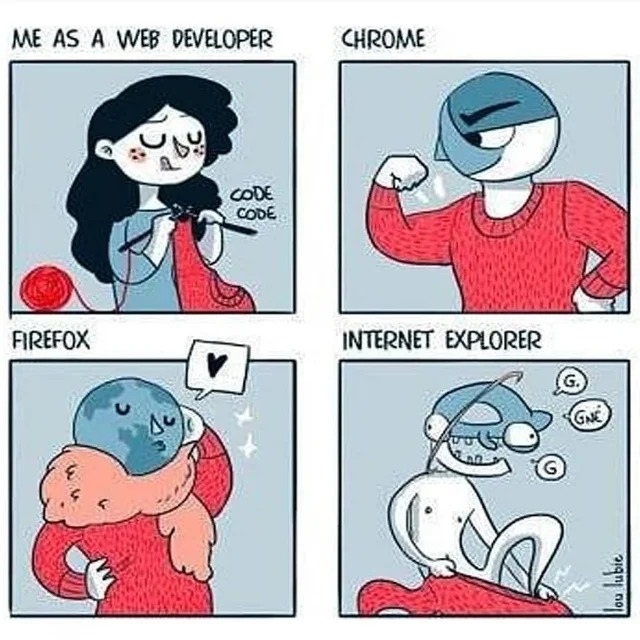 ME AS A WEB DEVELOPER
CHROME
CODE
CODE
FIREFOX
INTERNET EXPLORER
G.
GNÉ
G
lou lubie